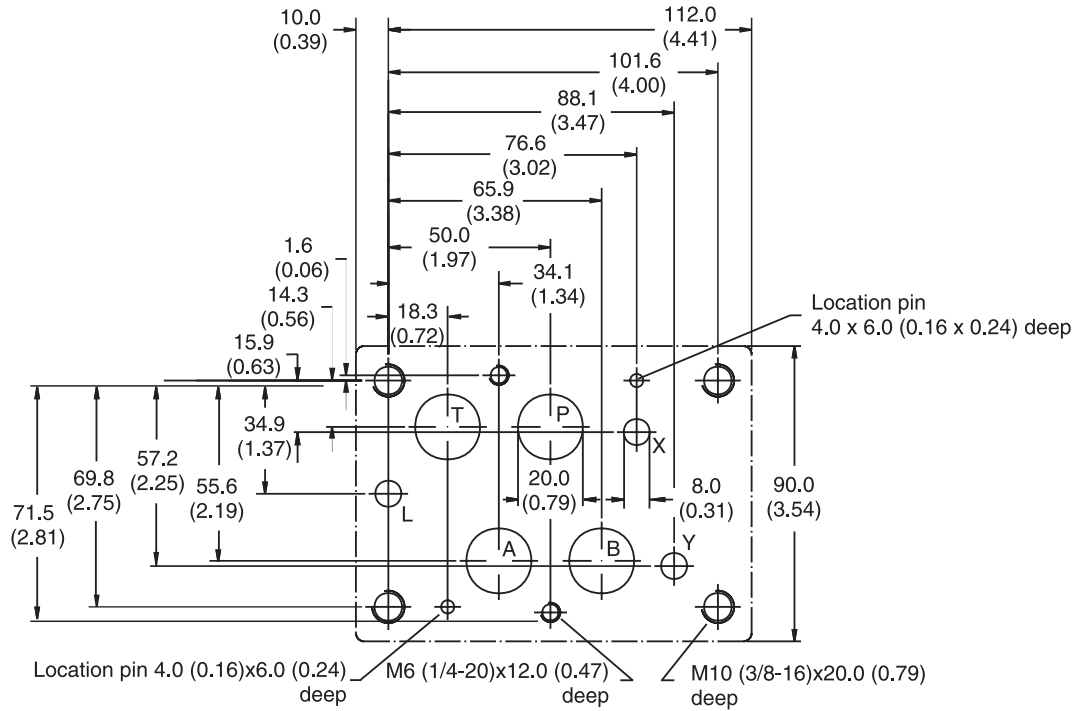 10.0
(0.39)
112.0
(4.41)
101.6
(4.00)
88.1
(3.47)
76.6
(3.02)
65.9
(3.38)
50.0
(1.97)
1.6
(0.06)
34.1
(1.34)
14.3
(0.56)
18.3
(0.72)
Location pin
4.0 x 6.0 (0.16 x 0.24) deep
15.9
(0.63)
T
P
X
34.9
(1.37)
57.2
(2.25)
69.8
(2.75)
55.6
(2.19)
71.5
(2.81)
20.0
(0.79)
8.0
(0.31)
90.0
(3.54)
L
A
B
Y
Location pin 4.0 (0.16)x6.0 (0.24)
deep
M6 (1/4-20)x12.0 (0.47)
deep
M10 (3/8-16)x20.0 (0.79)
deep